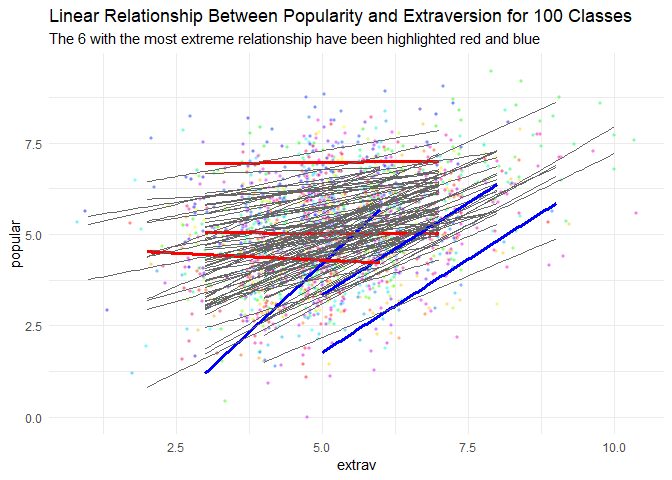 Linear Relationship Between Popularity and Extraversion for 100 Classes
The 6 with the most extreme relationship have been highlighted red and blue
popular
7.5
5.0
2.5
0.0
2.5 5.0 7.5 10.0
extrav